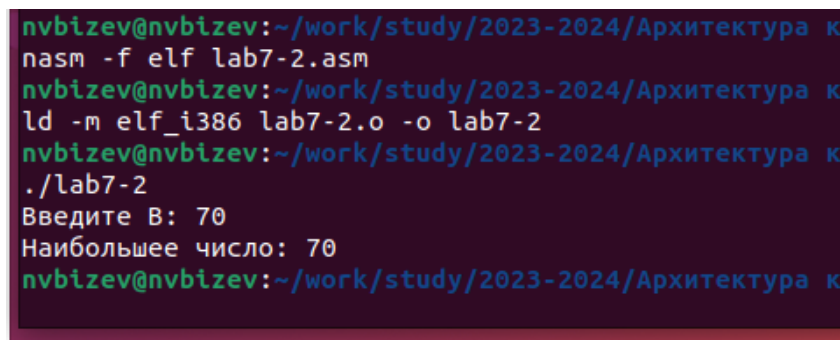 nvbizev@nvbizev:~/work/study/2023-2024/Архитектура к
nasm -f elf lab7-2.asm
nvbizev@nvbizev:~/work/study/2023-2024/Архитектура к
ld -m elf_i386 lab7-2.o -o lab7-2
nvbizev@nvbizev:~/work/study/2023-2024/Архитектура к
./lab7-2
Введите B: 70
Наибольшее число: 70
nvbizev@nvbizev:~/work/study/2023-2024/Архитектура к